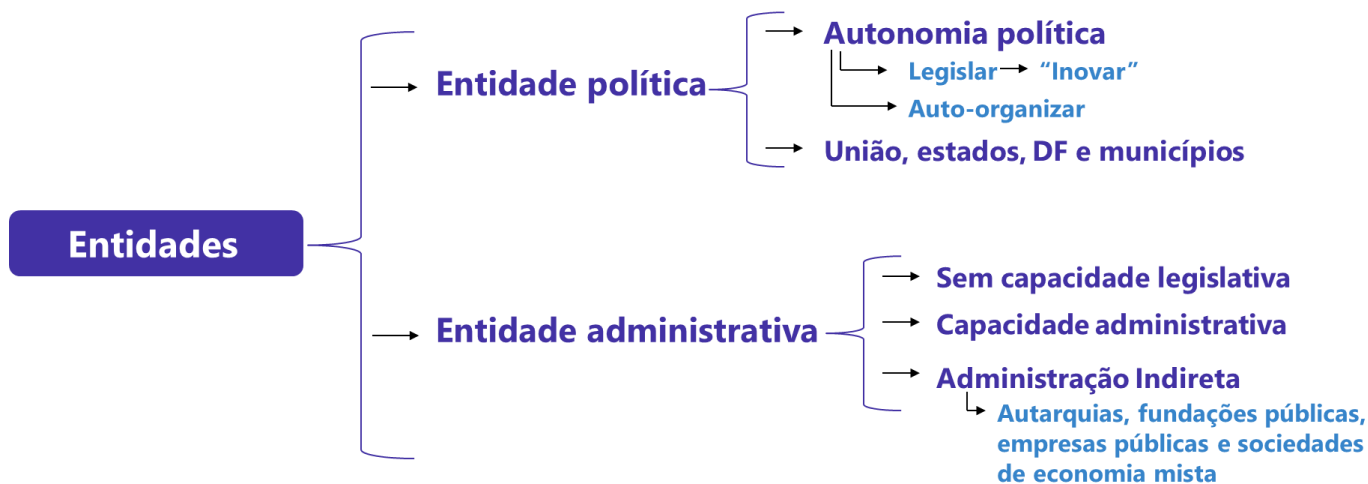 Entidades
Entidade política
Autonomia política
Legislar “Inovar”
Auto-organizar
União, estados, DF e municípios
Entidade administrativa
Sem capacidade legislativa
Capacidade administrativa
Administração Indireta
Autarquias, fundações públicas,
empresas públicas e sociedades
de economia mista